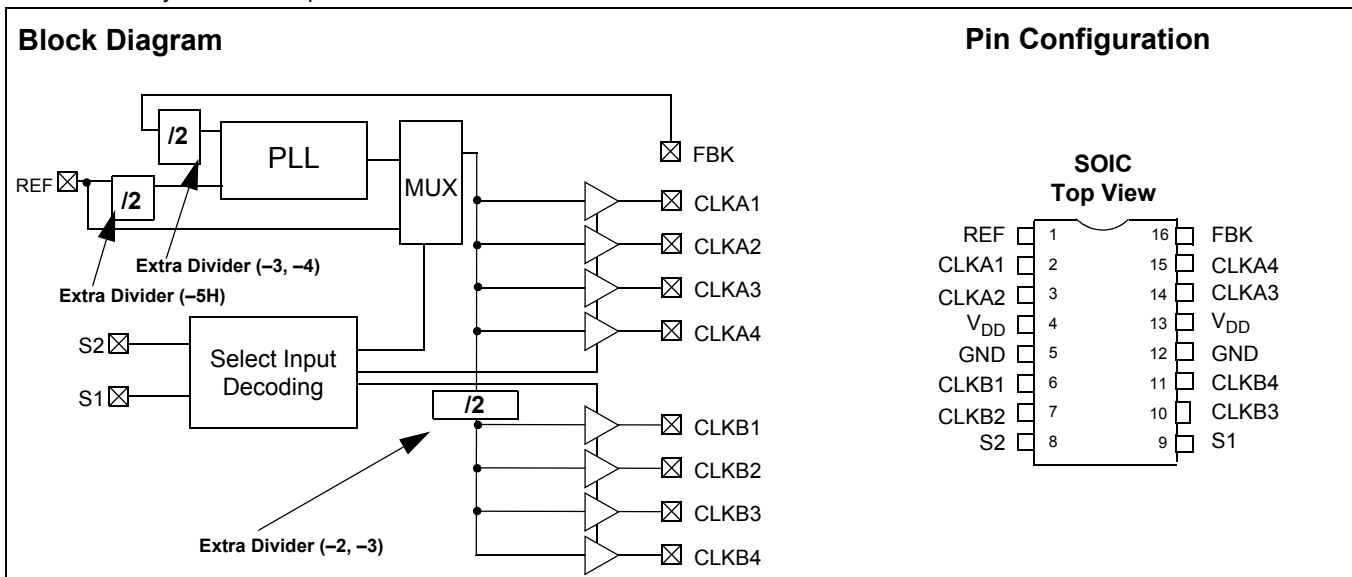 Block Diagram
/2
PLL
MUX
REF
/2
Extra Divider (–3, –4)
Extra Divider (–5H)
S2
S1
Select Input
Decoding
/2
Extra Divider (–2, –3)
FBK
CLKA1
CLKA2
CLKA3
CLKA4
CLKB1
CLKB2
CLKB3
CLKB4
Pin Configuration
SOIC
Top View
REF 1 16 FBK
CLKA1 2 15 CLKA4
CLKA2 3 14 CLKA3
VDD 4 13 VDD
GND 5 12 GND
CLKB1 6 11 CLKB4
CLKB2 7 10 CLKB3
S2 8 9 S1